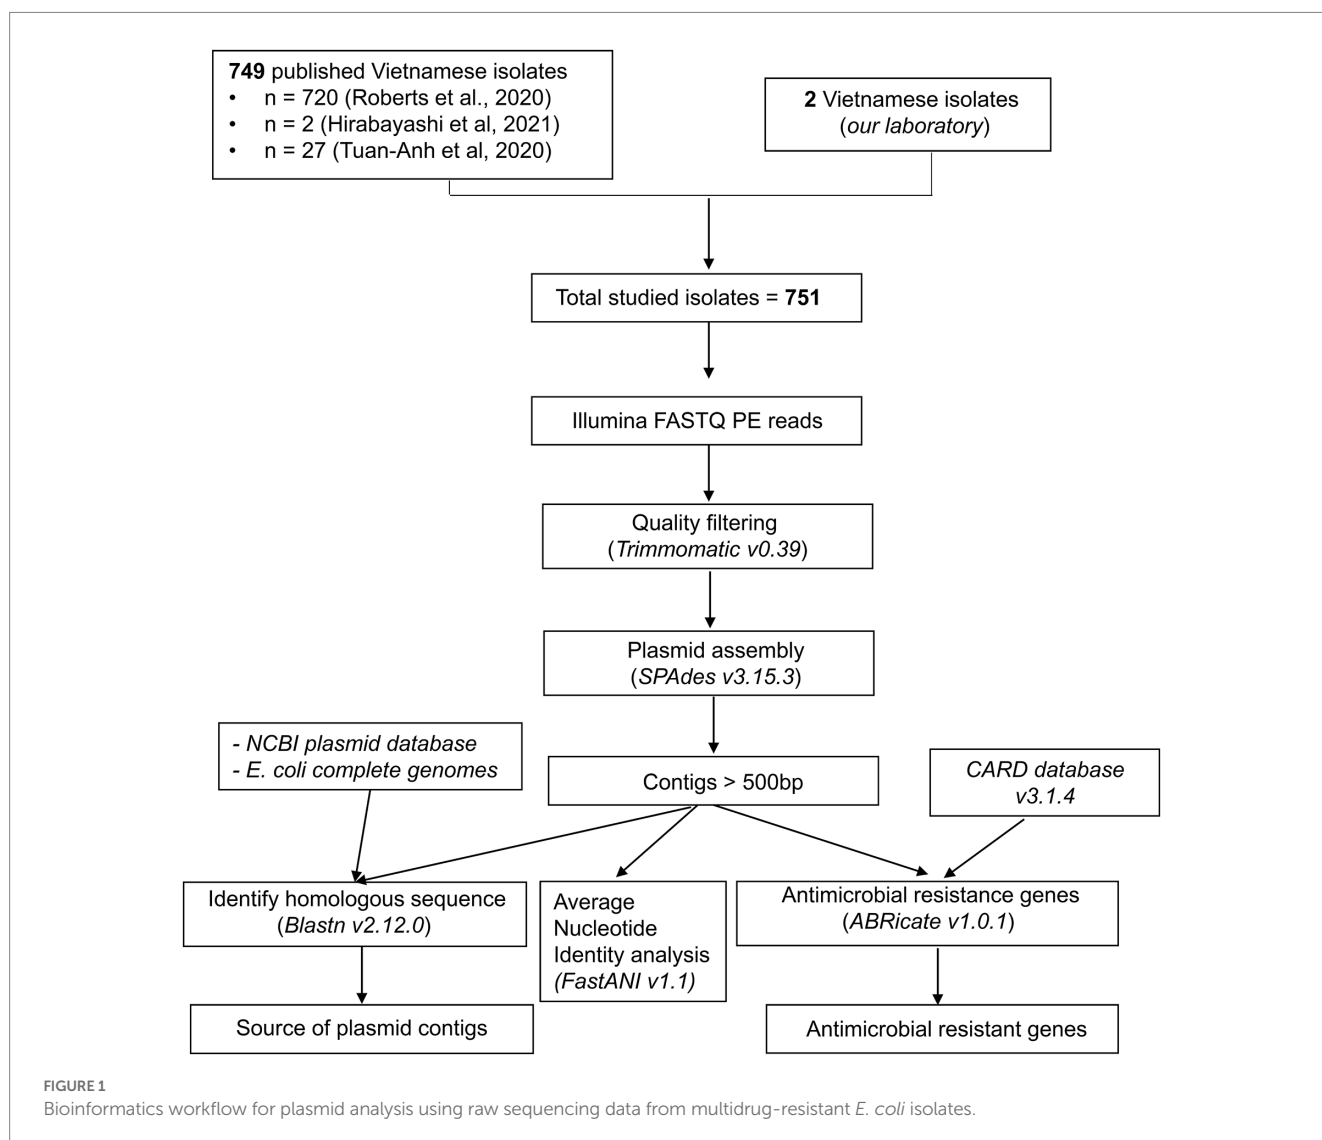 749 published Vietnamese isolates
• n = 720 (Roberts et al., 2020)
• n = 2 (Hirabayashi et al, 2021)
• n = 27 (Tuan-Anh et al, 2020)
2 Vietnamese isolates
(our laboratory)
Total studied isolates = 751
Illumina FASTQ PE reads
Quality filtering
(Trimmomatic v0.39)
Plasmid assembly
(SPAdes v3.15.3)
- NCBI plasmid database
- E. coli complete genomes
Contigs > 500bp
CARD database
v3.1.4
Identify homologous sequence
(Blastn v2.12.0)
Average
Nucleotide
Identity analysis
(FastANI v1.1)
Antimicrobial resistance genes
(ABRicate v1.0.1)
Source of plasmid contigs
Antimicrobial resistant genes
FIGURE 1
Bioinformatics workflow for plasmid analysis using raw sequencing data from multidrug-resistant E. coli isolates.